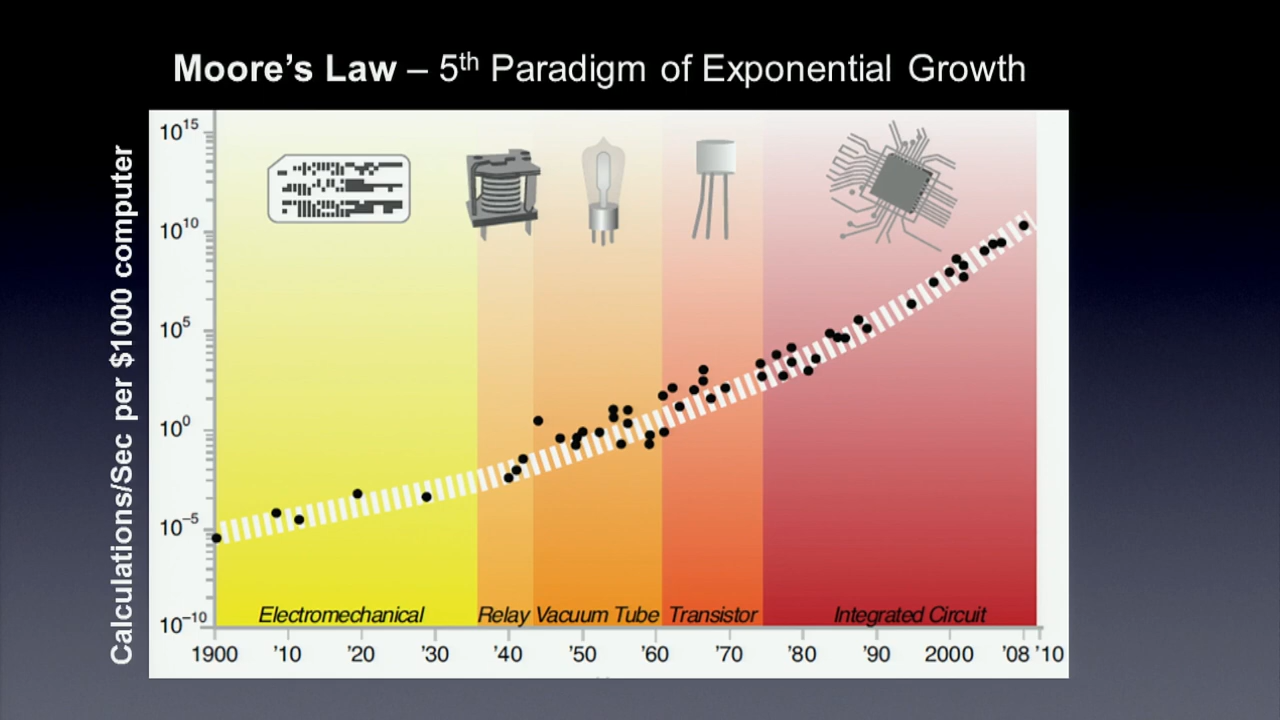 Moore's Law – 5th Paradigm of Exponential Growth
Calculations/Sec per $1000 computer
10^15
10^10
10^5
10^0
10^–5
10^–10
Electromechanical Relay Vacuum Tube Transistor Integrated Circuit
1900 '10 '20 '30 '40 '50 '60 '70 '80 '90 2000 '08 '10